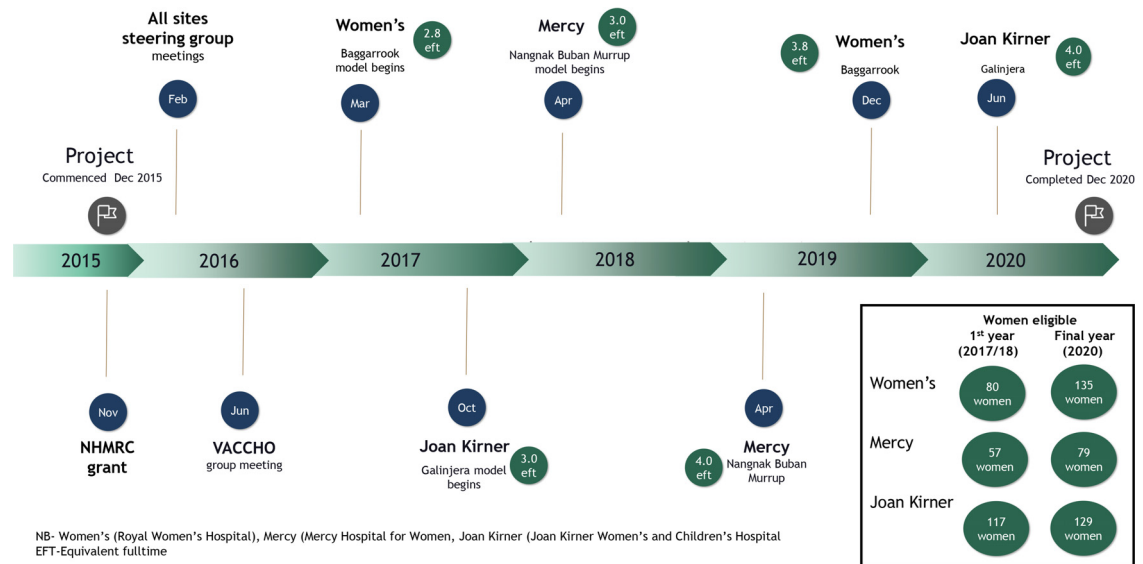 All sites
steering group
meetings
Feb
Women's
Baggarrook
model begins
2.8
eft
Mar
Mercy
3.0
eft
Nangnak Buban Murrup
model begins
Apr
3.8
eft
Women's
Baggarrook
Dec
Joan Kirner
Galinjera
4.0
eft
Jun
Project
Commenced Dec 2015
Project
Completed Dec 2020
2015
2016
2017
2018
2019
2020
Nov
NHMRC
grant
Jun
VACCHO
group meeting
Oct
Joan Kirner
Galinjera model
begins
3.0
eft
Apr
4.0
eft
Mercy
Nangnak Buban
Murrup
Women eligible
1st year Final year
(2017/18) (2020)
Women's
80
women
135
women
Mercy
57
women
79
women
Joan Kirner
117
women
129
women
NB- Women's (Royal Women's Hospital), Mercy (Mercy Hospital for Women, Joan Kirner (Joan Kirner Women's and Children's Hospital
EFT-Equivalent fulltime